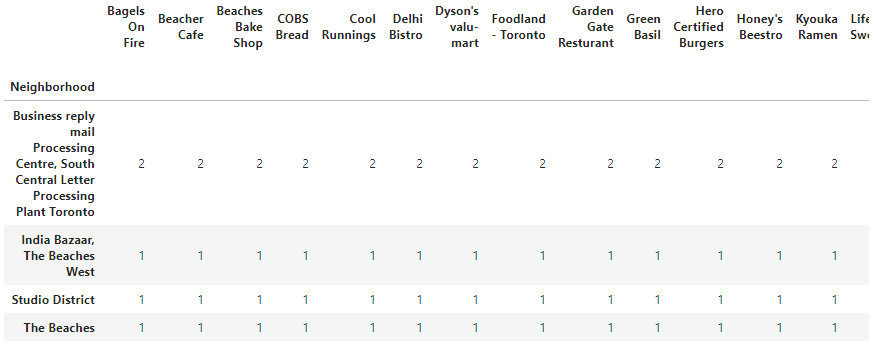 Bagels On Fire
Beacher Cafe
Beaches Bake Shop
COBS Bread
Cool Runnings
Delhi Bistro
Dyson's valu-mart
Foodland - Toronto
Garden Gate Resturant
Green Basil
Hero Certified Burgers
Honey's Beestro
Kyouka Ramen
Life
Swe
Neighborhood
Business reply
mail
Processing
Centre, South
Central Letter
Processing
Plant Toronto
2 2 2 2 2 2 2 2 2 2 2 2 2
India Bazaar,
The Beaches
West
1 1 1 1 1 1 1 1 1 1 1 1 1
Studio District 1 1 1 1 1 1 1 1 1 1 1 1 1
The Beaches 1 1 1 1 1 1 1 1 1 1 1 1 1